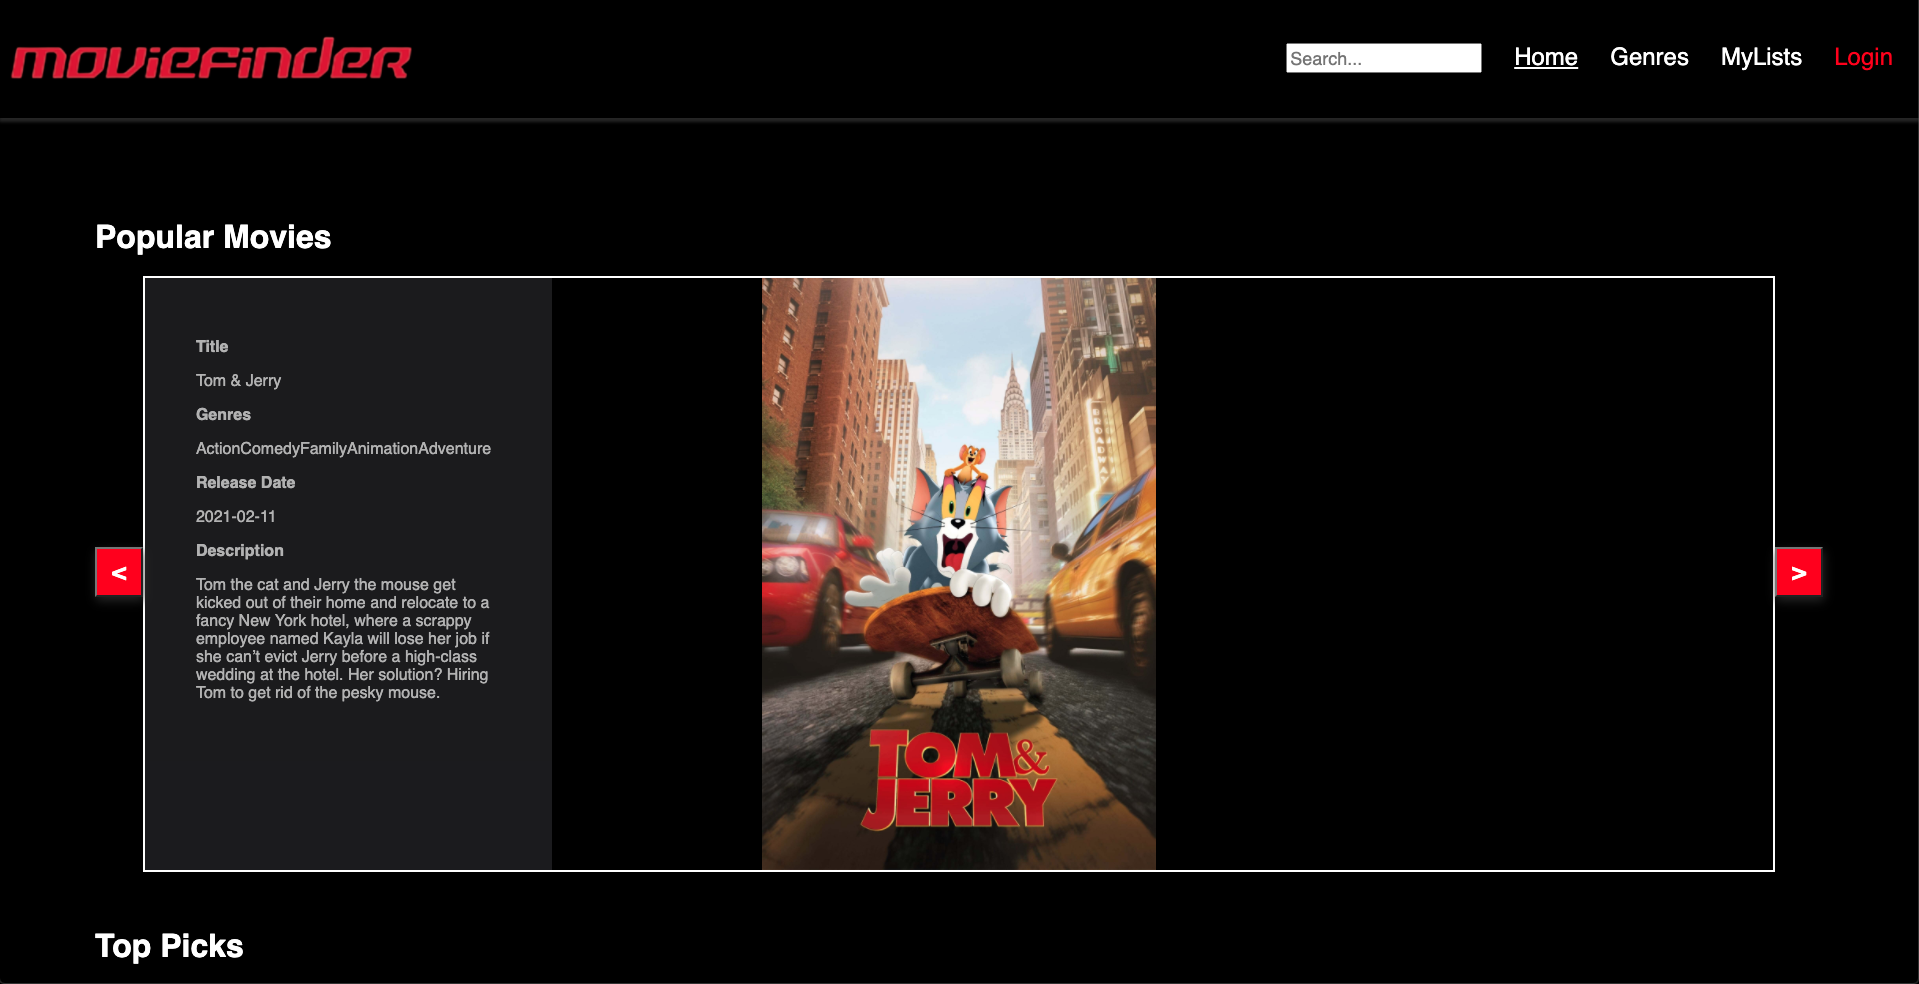 moviefinder
Search...
Home
Genres
MyLists
Login
Popular Movies
Title
Tom & Jerry
Genres
ActionComedyFamilyAnimationAdventure
Release Date
2021-02-11
Description
Tom the cat and Jerry the mouse get
kicked out of their home and relocate to a
fancy New York hotel, where a scrappy
employee named Kayla will lose her job if
she can’t evict Jerry before a high-class
wedding at the hotel. Her solution? Hiring
Tom to get rid of the pesky mouse.
<
BROADWAY
TOM &
JERRY
>
Top Picks